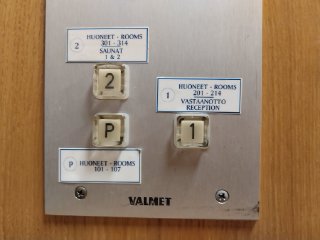 2
HUONEET - ROOMS
301 - 314
SAUNAT
1 & 2
2
1
HUONEET - ROOMS
201 - 214
VASTAANOTTO
RECEPTION
P
1
P
HUONEET - ROOMS
101 - 107
VALMET